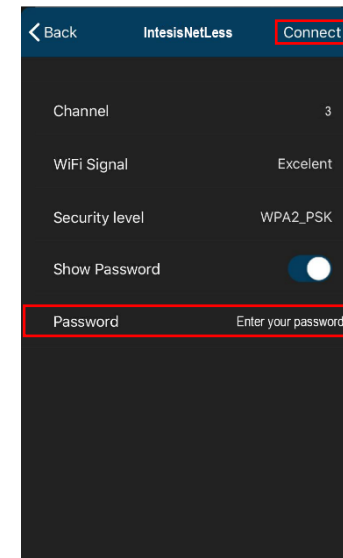 Back IntesisNetLess Connect
Channel 3
WiFi Signal Excelent
Security level WPA2_PSK
Show Password
Password Enter your password